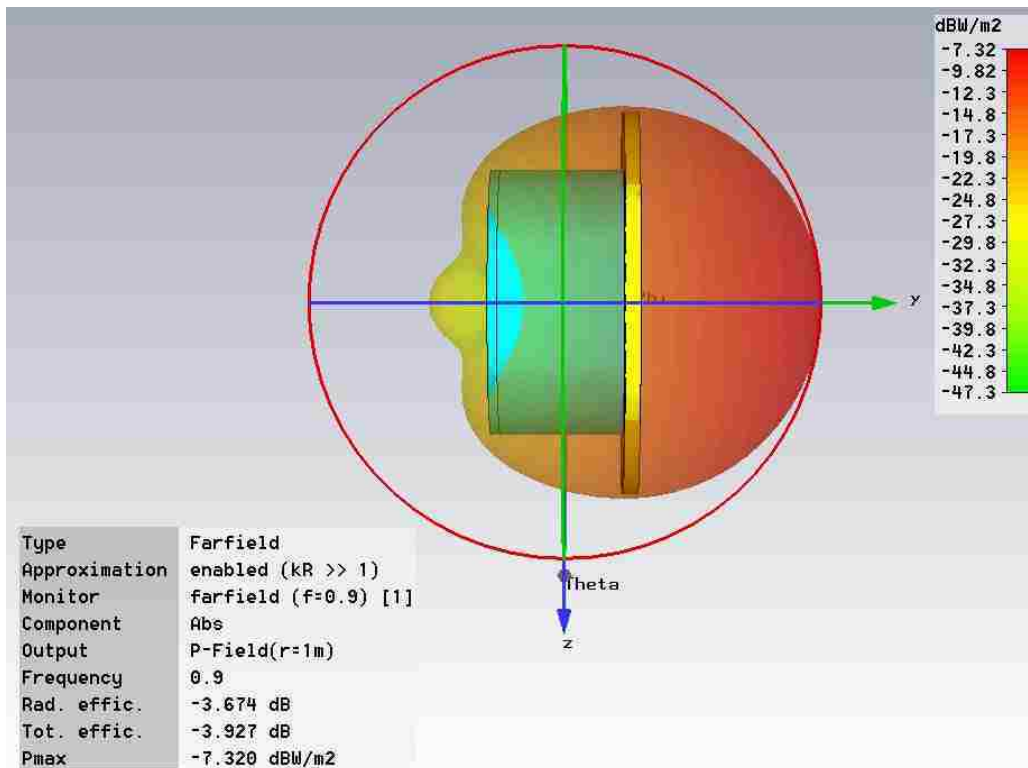 dBW/m2
-7.32
-9.82
-12.3
-14.8
-17.3
-19.8
-22.3
-24.8
-27.3
-29.8
-32.3
-34.8
-37.3
-39.8
-42.3
-44.8
-47.3
y
Theta
z
Type Farfield
Approximation enabled (kR >> 1)
Monitor farfield (f=0.9) [1]
Component Abs
Output P-Field(r=1m)
Frequency 0.9
Rad. effic. -3.674 dB
Tot. effic. -3.927 dB
Pmax -7.320 dBW/m2